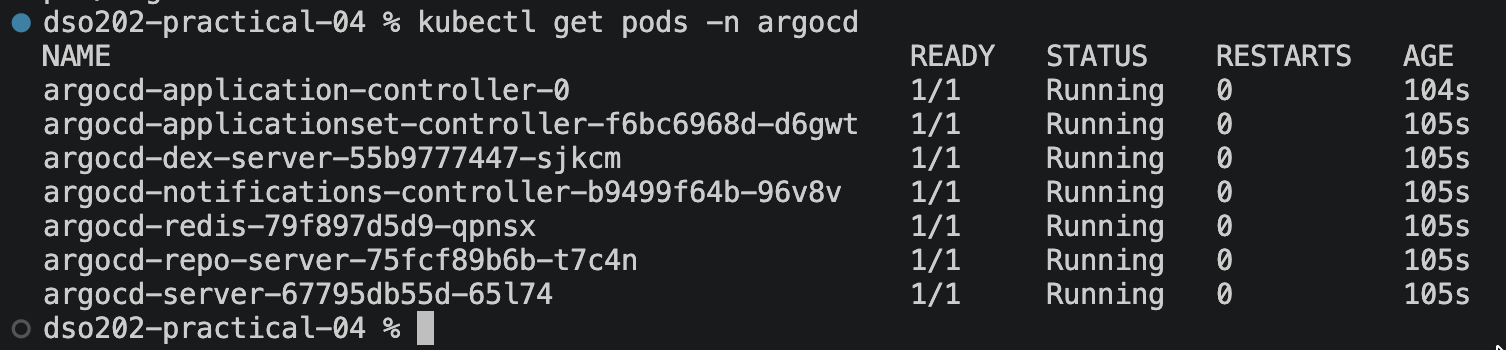 dso202-practical-04 % kubectl get pods -n argocd
NAME READY STATUS RESTARTS AGE
argocd-application-controller-0 1/1 Running 0 104s
argocd-applicationset-controller-f6bc6968d-d6gwt 1/1 Running 0 105s
argocd-dex-server-55b9777447-sjkcm 1/1 Running 0 105s
argocd-notifications-controller-b9499f64b-96v8v 1/1 Running 0 105s
argocd-redis-79f897d5d9-qpnsx 1/1 Running 0 105s
argocd-repo-server-75fcf89b6b-t7c4n 1/1 Running 0 105s
argocd-server-67795db55d-65l74 1/1 Running 0 105s
dso202-practical-04 %